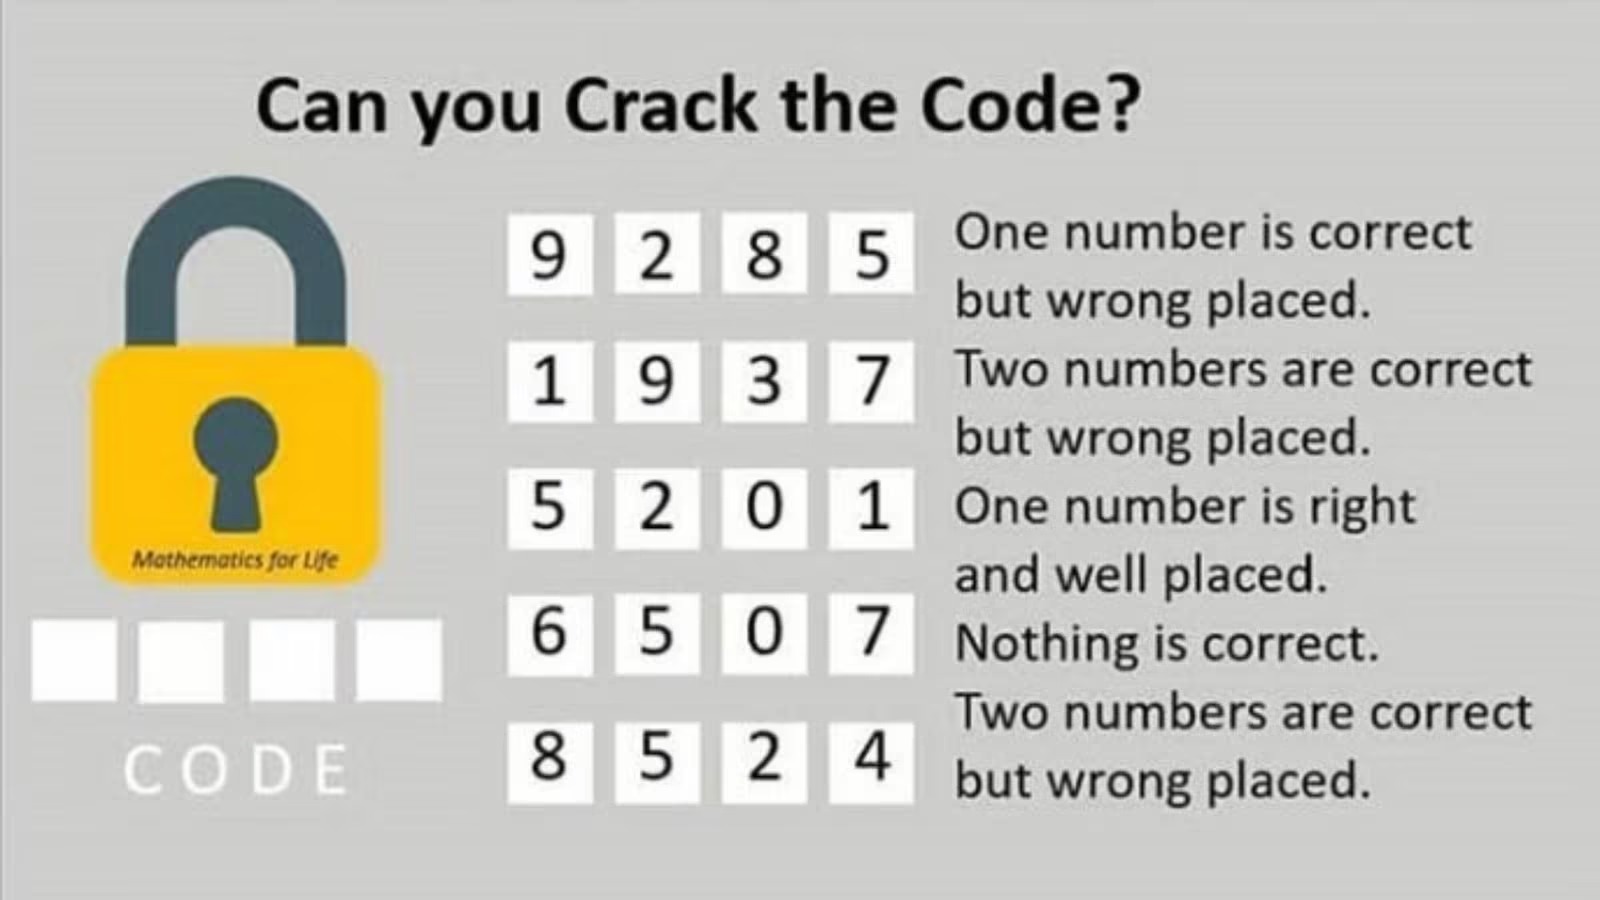 Can you Crack the Code?
9 2 8 5 One number is correct
but wrong placed.
1 9 3 7 Two numbers are correct
but wrong placed.
5 2 0 1 One number is right
and well placed.
6 5 0 7 Nothing is correct.
8 5 2 4 Two numbers are correct
but wrong placed.
Mathematics for Life
CODE